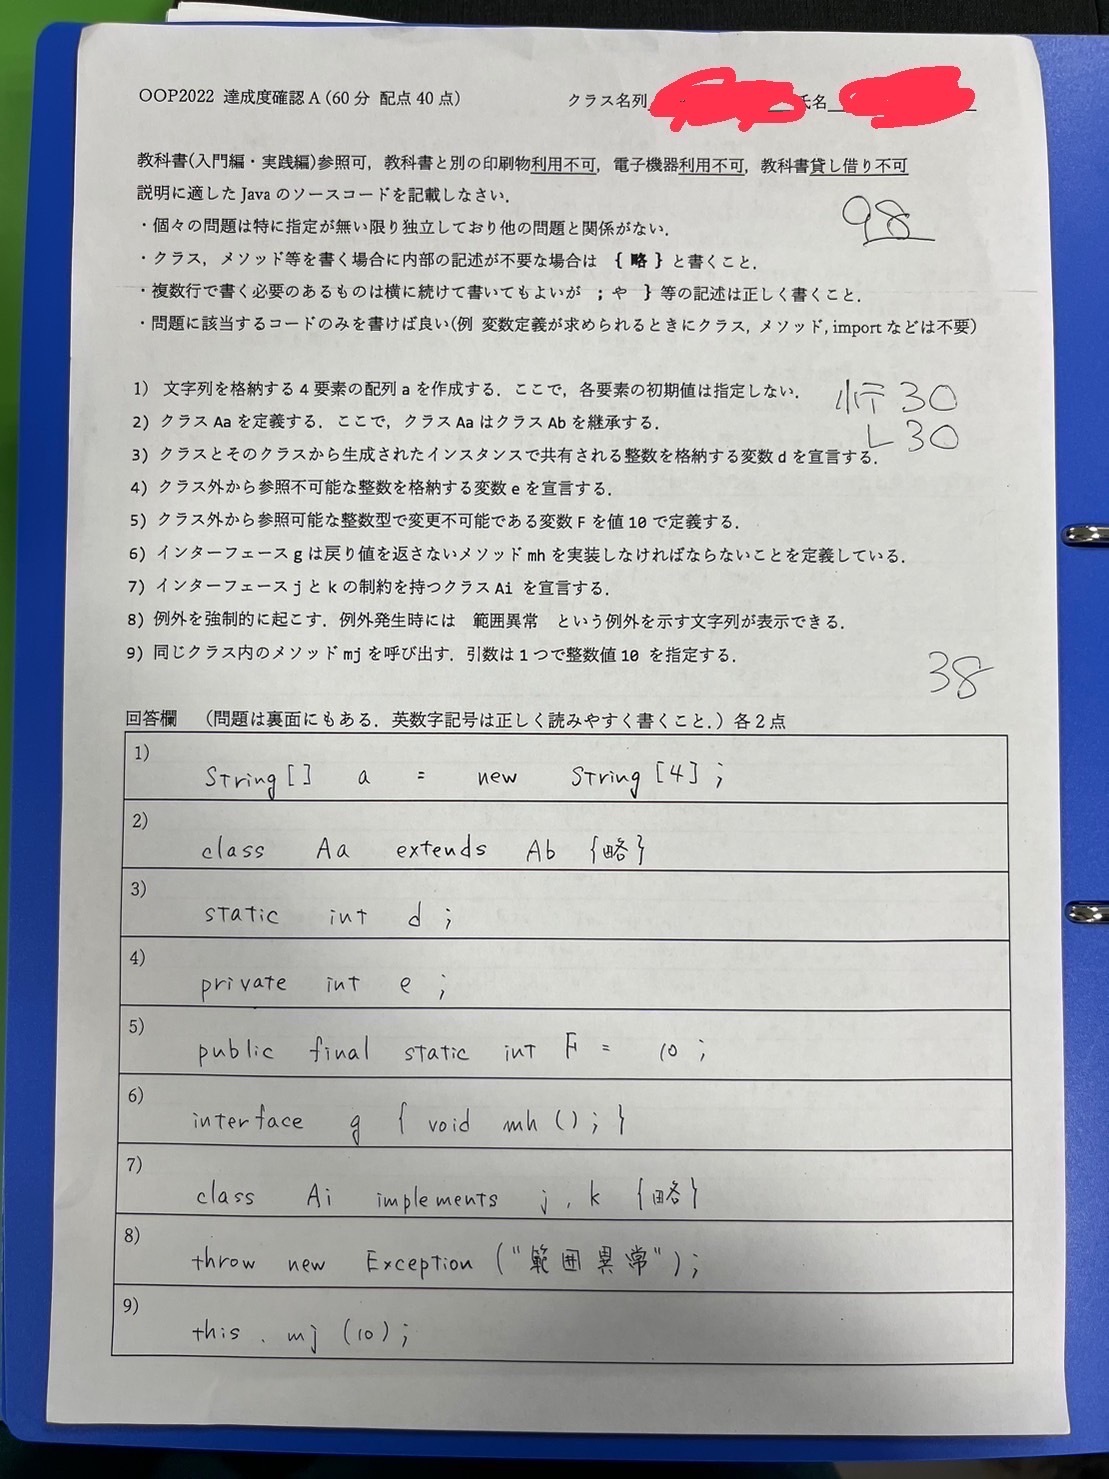 OOP2022 達成度確認 A (60 分 配点 40 点) クラス名列 氏名
教科書(入門編・実践編)参照可, 教科書と別の印刷物利用不可, 電子機器利用不可, 教科書貸し借り不可
説明に適した Java のソースコードを記載しなさい.
98
・個々の問題は特に指定が無い限り独立しており他の問題と関係がない.
・クラス, メソッド等を書く場合に内部の記述が不要な場合は { 略 } と書くこと.
・複数行で書く必要のあるものは横に続けて書いてもよいが ; や } 等の記述は正しく書くこと.
・問題に該当するコードのみを書けば良い(例 変数定義が求められるときにクラス, メソッド, import などは不要)
1) 文字列を格納する 4 要素の配列 a を作成する. ここで, 各要素の初期値は指定しない.
30
2) クラス Aa を定義する. ここで, クラス Aa はクラス Ab を継承する.
30
3) クラスとそのクラスから生成されたインスタンスで共有される整数を格納する変数 d を宣言する.
4) クラス外から参照不可能な整数を格納する変数 e を宣言する.
5) クラス外から参照可能な整数型で変更不可能である変数 F を値 10 で定義する.
6) インターフェース g は戻り値を返さないメソッド mh を実装しなければならないことを定義している.
7) インターフェース j と k の制約を持つクラス Ai を宣言する.
8) 例外を強制的に起こす. 例外発生時には 範囲異常 という例外を示す文字列が表示できる.
9) 同じクラス内のメソッド mj を呼び出す. 引数は 1 つで整数値 10 を指定する.
38
回答欄 (問題は裏面にもある. 英数字記号は正しく読みやすく書くこと.) 各 2 点
1) String[] a = new String[4];
2) class Aa extends Ab {略}
3) static int d ;
4) private int e ;
5) public final static int F = 10 ;
6) interface g { void mh (); }
7) class Ai implements j , k {略}
8) throw new Exception ("範囲異常");
9) this . mj (10);